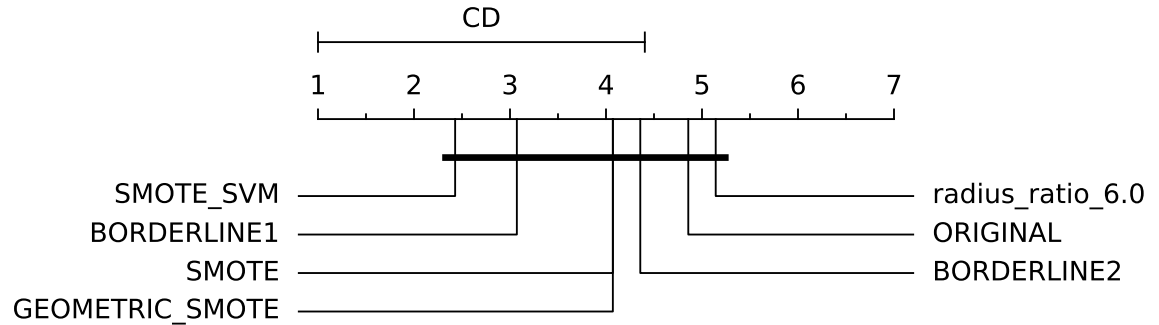 CD
1 2 3 4 5 6 7
SMOTE_SVM
radius_ratio_6.0
BORDERLINE1
ORIGINAL
SMOTE
BORDERLINE2
GEOMETRIC_SMOTE